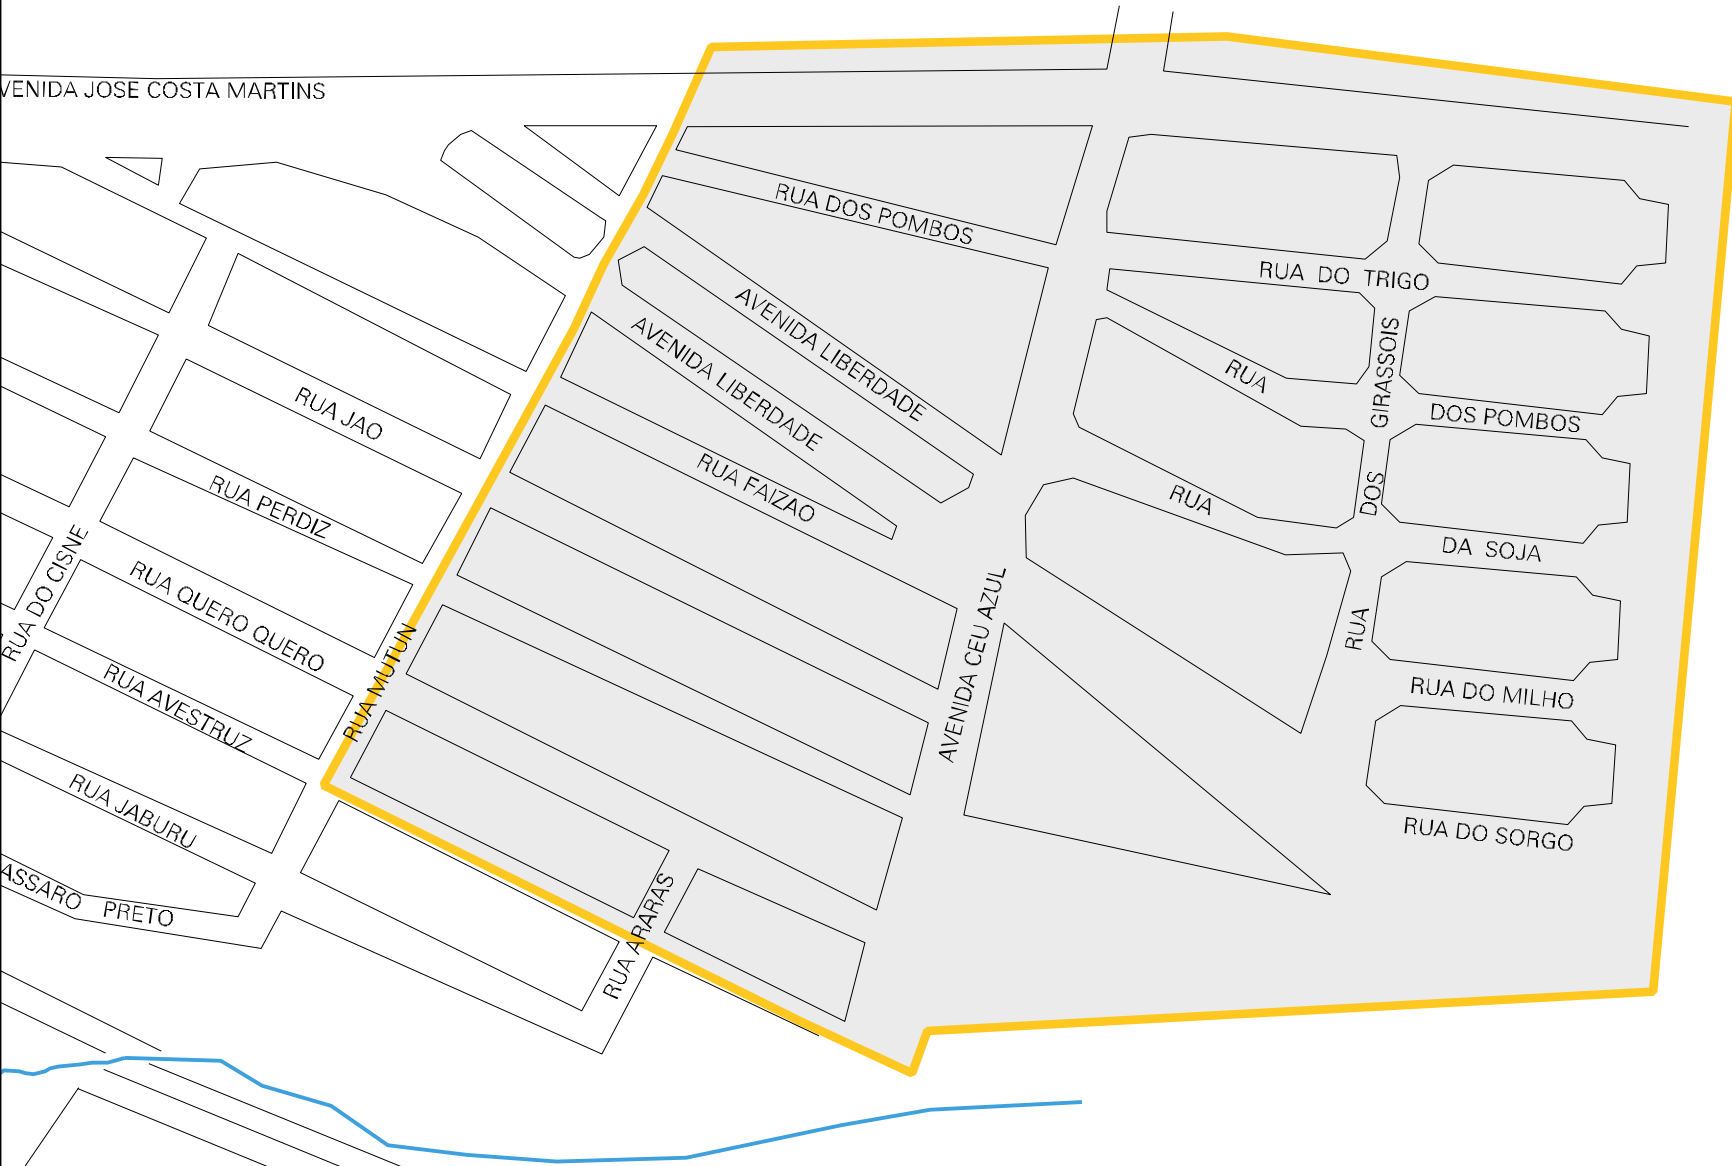 VENIDA JOSE COSTA MARTINS
RUA DOS POMBOS
RUA DO TRIGO
AVENIDA LIBERDADE
AVENIDA LIBERDADE
RUA
DOS POMBOS
RUA DOS GIRASSOIS
RUA JAO
RUA FAIZAO
RUA PERDIZ
RUA
DA SOJA
RUA DO CISNE
RUA QUERO QUERO
AVENIDA CEU AZUL
RUA MUTUN
RUA AVESTRUZ
RUA DO MILHO
RUA JABURU
RUA DO SORGO
ASSARO PRETO
RUA ARARAS